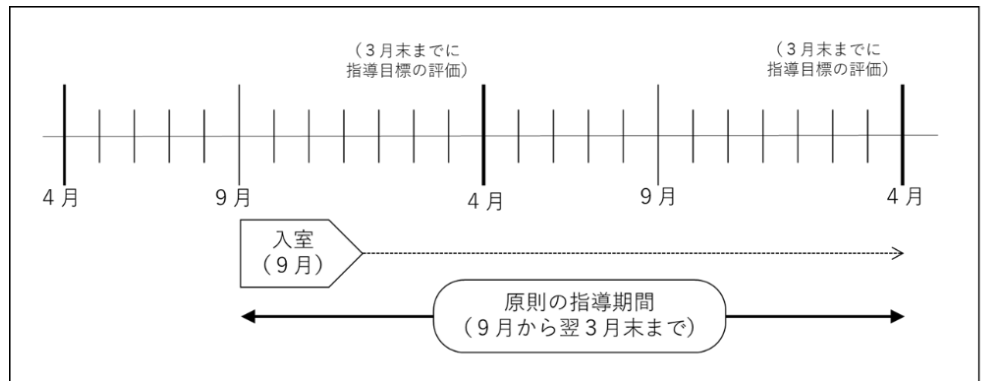 （３月末までに
指導目標の評価）
（３月末までに
指導目標の評価）
４月
９月
４月
９月
４月
入室
（９月）
原則の指導期間
（９月から翌３月末まで）